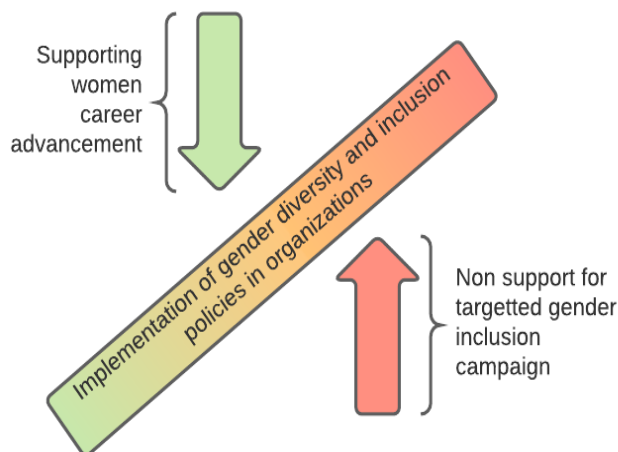 Supporting
women
career
advancement
Implementation of gender diversity and inclusion
policies in organizations
Non support for
targetted gender
inclusion
campaign